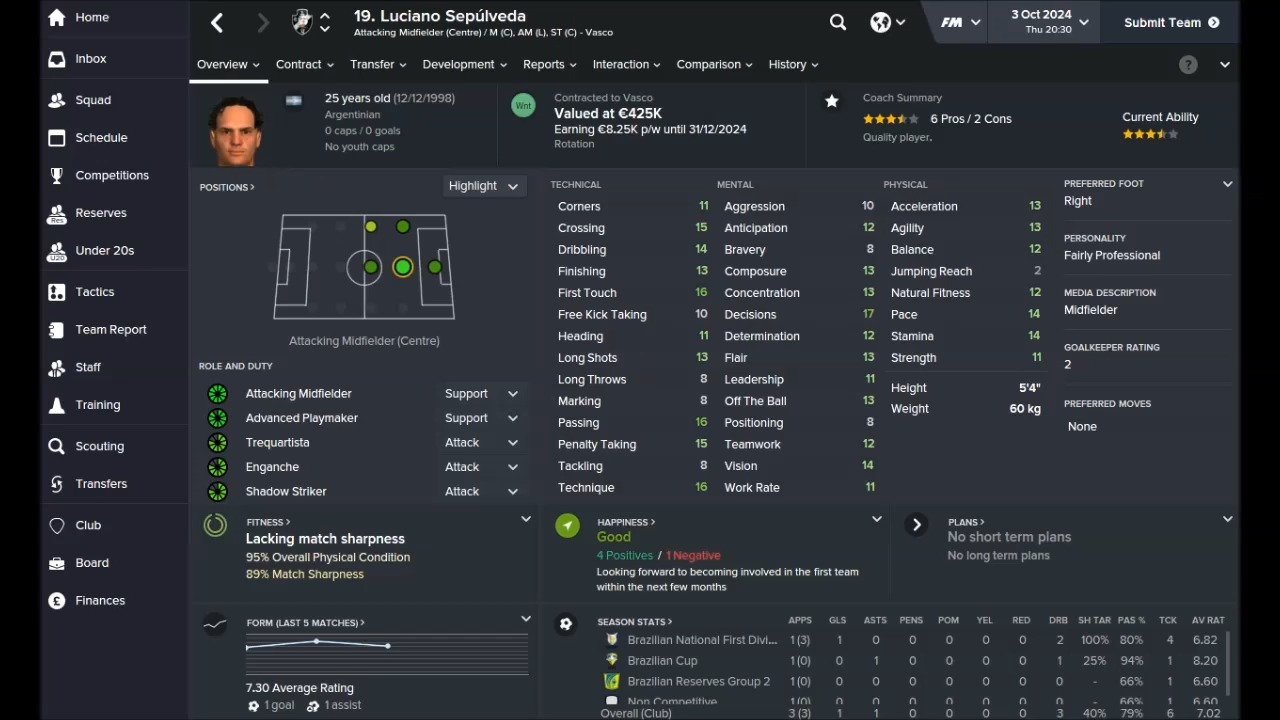 Home
Inbox
Squad
Schedule
Competitions
Res
Reserves
U20
Under 20s
Tactics
Team Report
Staff
Training
Scouting
Transfers
Club
Board
£
Finances
19. Luciano Sepúlveda
Attacking Midfielder (Centre) / M (C), AM (L), ST (C) - Vasco
FM
3 Oct 2024
Thu 20:30
Submit Team
Overview Contract Transfer Development Reports Interaction Comparison History
?
25 years old (12/12/1998)
Argentinian
0 caps / 0 goals
No youth caps
Wnt
Contracted to Vasco
Valued at €425K
Earning €8.25K p/w until 31/12/2024
Rotation
Coach Summary
6 Pros / 2 Cons
Quality player.
Current Ability
POSITIONS >
Highlight
Attacking Midfielder (Centre)
ROLE AND DUTY
Attacking Midfielder Support
Advanced Playmaker Support
Trequartista Attack
Enganche Attack
Shadow Striker Attack
TECHNICAL
Corners 11
Crossing 15
Dribbling 14
Finishing 13
First Touch 16
Free Kick Taking 10
Heading 11
Long Shots 13
Long Throws 8
Marking 8
Passing 16
Penalty Taking 15
Tackling 8
Technique 16
MENTAL
Aggression 10
Anticipation 12
Bravery 8
Composure 13
Concentration 13
Decisions 17
Determination 12
Flair 13
Leadership 11
Off The Ball 13
Positioning 8
Teamwork 12
Vision 14
Work Rate 11
PHYSICAL
Acceleration 13
Agility 13
Balance 12
Jumping Reach 2
Natural Fitness 12
Pace 14
Stamina 14
Strength 11
Height 5'4"
Weight 60 kg
PREFERRED FOOT
Right
PERSONALITY
Fairly Professional
MEDIA DESCRIPTION
Midfielder
GOALKEEPER RATING
2
PREFERRED MOVES
None
FITNESS >
Lacking match sharpness
95% Overall Physical Condition
89% Match Sharpness
HAPPINESS >
Good
4 Positives / 1 Negative
Looking forward to becoming involved in the first team
within the next few months
PLANS >
No short term plans
No long term plans
FORM (LAST 5 MATCHES) >
7.30 Average Rating
1 goal 1 assist
SEASON STATS > APPS GLS ASTS PENS POM YEL RED DRB SH TAR PAS % TCK AV RAT
Brazilian National First Divi... 1(3) 1 0 0 0 0 0 2 100% 80% 4 6.82
Brazilian Cup 1(0) 0 1 0 0 0 0 1 25% 94% 1 8.20
Brazilian Reserves Group 2 1(0) 0 0 0 0 0 0 0 - 66% 1 6.60
Non Competitive 1(0) 0 0 0 0 0 0 0 - 66% 1 6.60
Overall (Club) 3 (3) 1 1 0 0 0 0 3 40% 79% 6 7.02